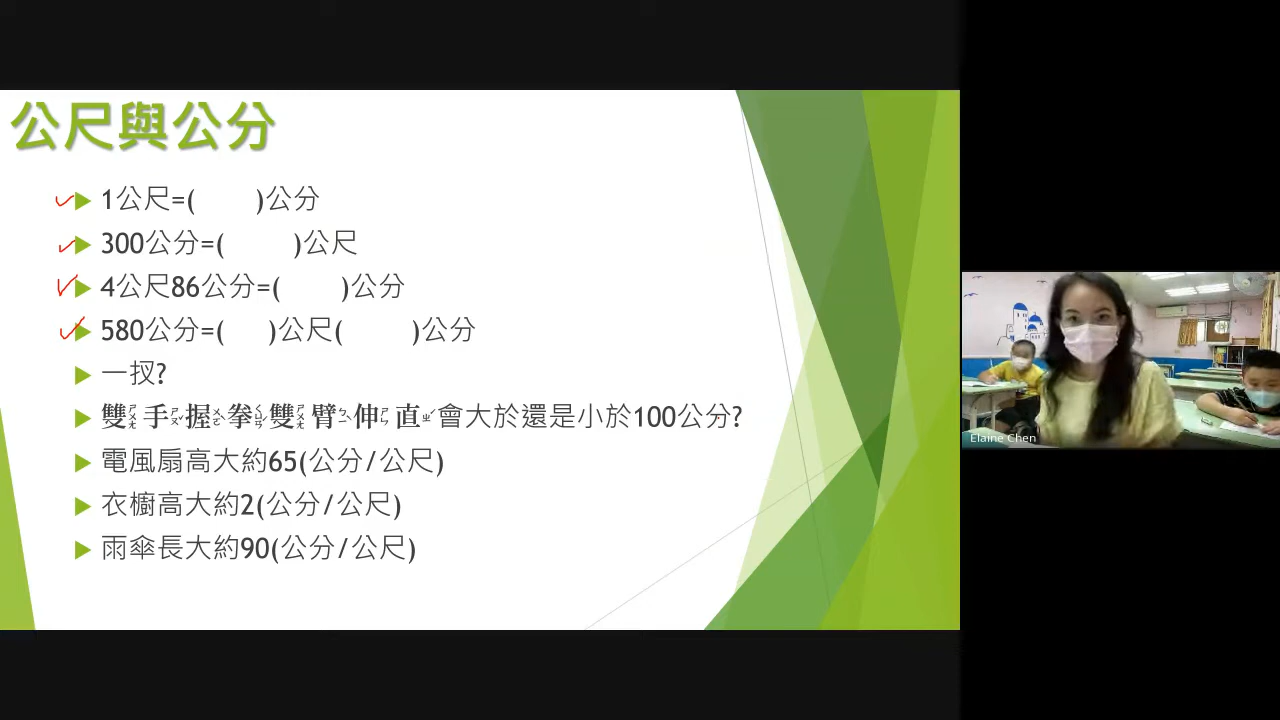 公尺與公分
1公尺=( )公分
300公分=( )公尺
4公尺86公分=( )公分
580公分=( )公尺( )公分
一扠?
雙手握拳雙臂伸直會大於還是小於100公分?
電風扇高大約65(公分/公尺)
衣櫥高大約2(公分/公尺)
雨傘長大約90(公分/公尺)
Elaine Chen